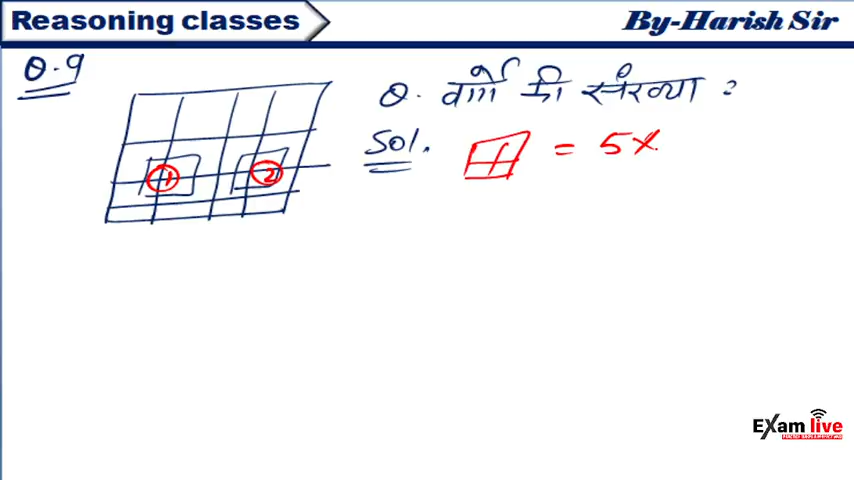 Reasoning classes
By-Harish Sir
Q.9
Q. वर्गों की संख्या ?
Sol.
= 5×
1
2
EXam live